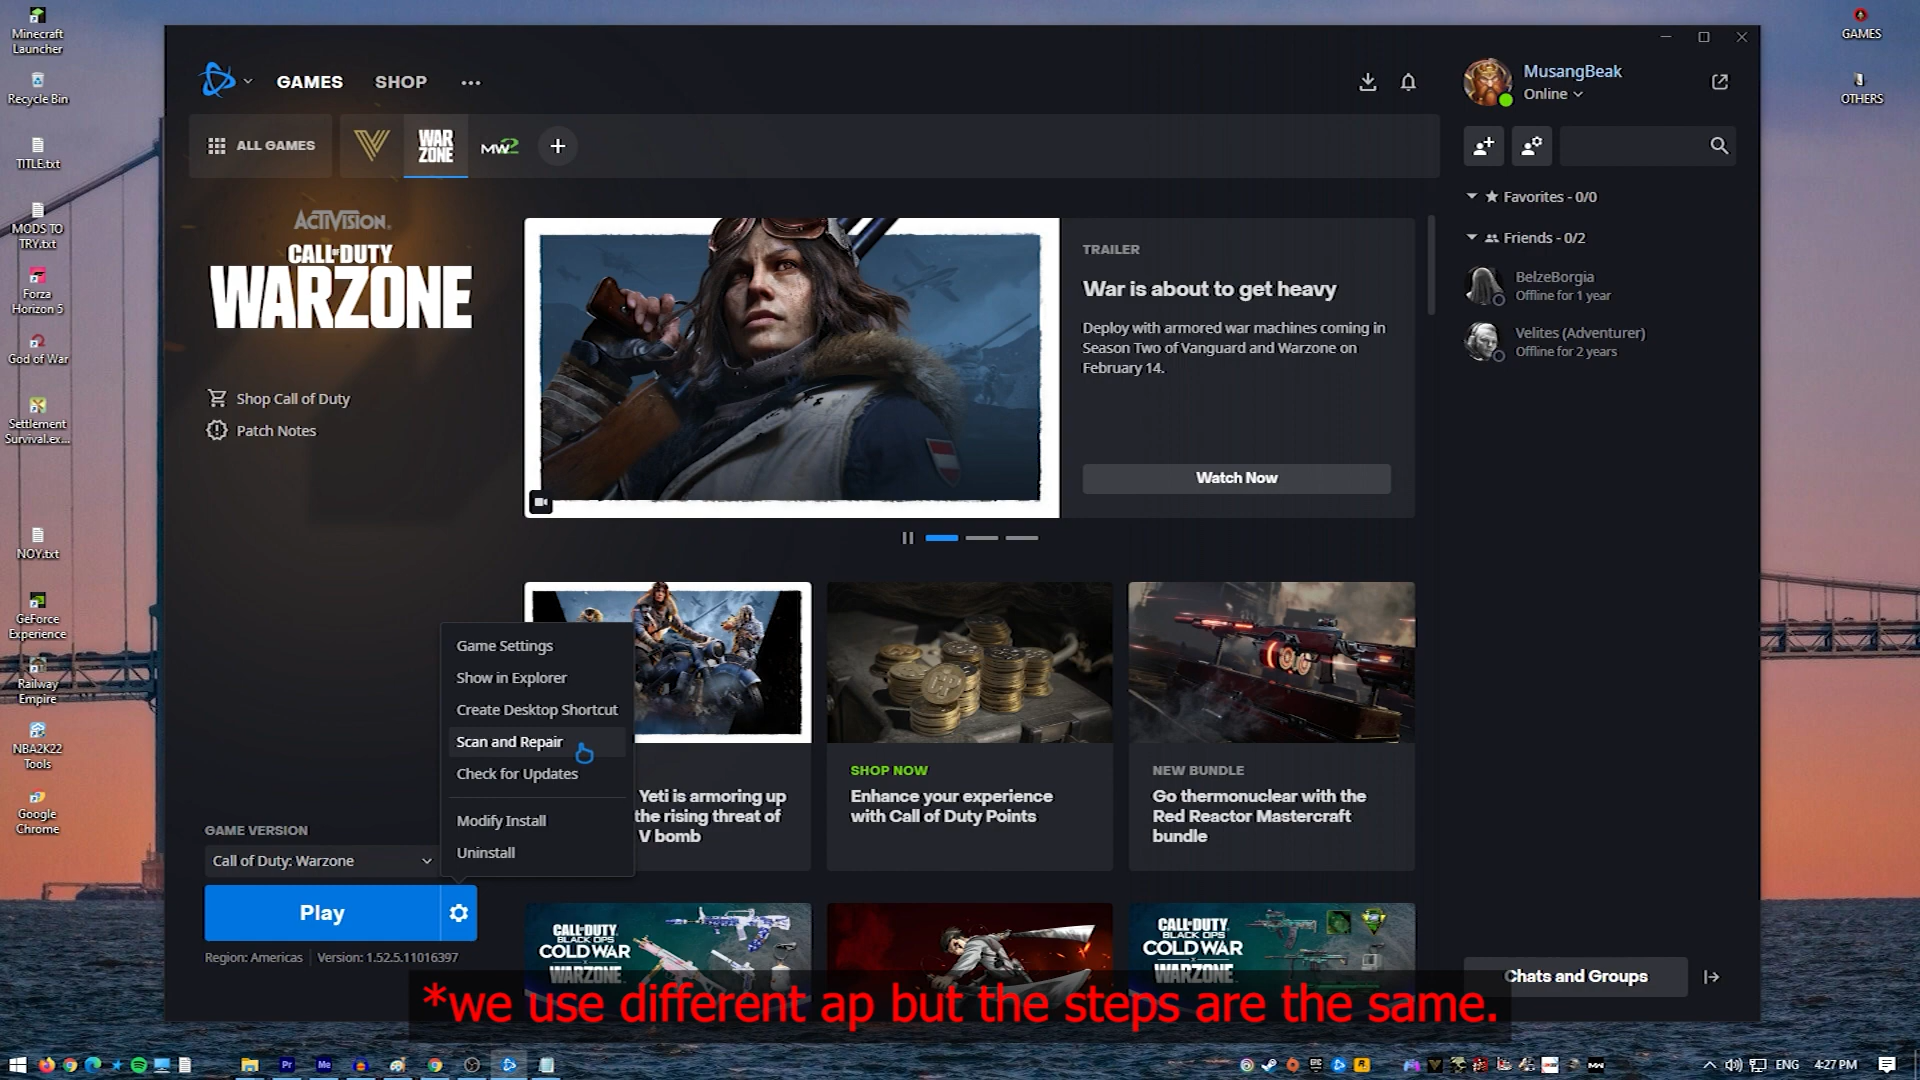 Minecraft
Launcher
Recycle Bin
TITLE.txt
MODS TO
TRY.txt
Forza
Horizon 5
God of War
Settlement
Survival.ex...
NOY.txt
GeForce
Experience
Railway
Empire
NBA2K22
Tools
Google
Chrome
GAMES
OTHERS
GAMES
SHOP
MusangBeak
Online
ALL GAMES
WAR
ZONE
MW2
Favorites - 0/0
Friends - 0/2
BelzeBorgia
Offline for 1 year
Velites (Adventurer)
Offline for 2 years
ACTIVISION.
CALL OF DUTY
WARZONE
Shop Call of Duty
Patch Notes
TRAILER
War is about to get heavy
Deploy with armored war machines coming in
Season Two of Vanguard and Warzone on
February 14.
Watch Now
Game Settings
Show in Explorer
Create Desktop Shortcut
Scan and Repair
Check for Updates
Modify Install
Uninstall
Yeti is armoring up
the rising threat of
V bomb
SHOP NOW
Enhance your experience
with Call of Duty Points
NEW BUNDLE
Go thermonuclear with the
Red Reactor Mastercraft
bundle
GAME VERSION
Call of Duty: Warzone
Play
Region: Americas
Version: 1.52.5.11016397
CALL OF DUTY
BLACK OPS
COLD WAR
WARZONE
CALL OF DUTY
BLACK OPS
COLD WAR
WARZONE
Chats and Groups
*we use different ap but the steps are the same.
Pr
Me
ENG
4:27 PM